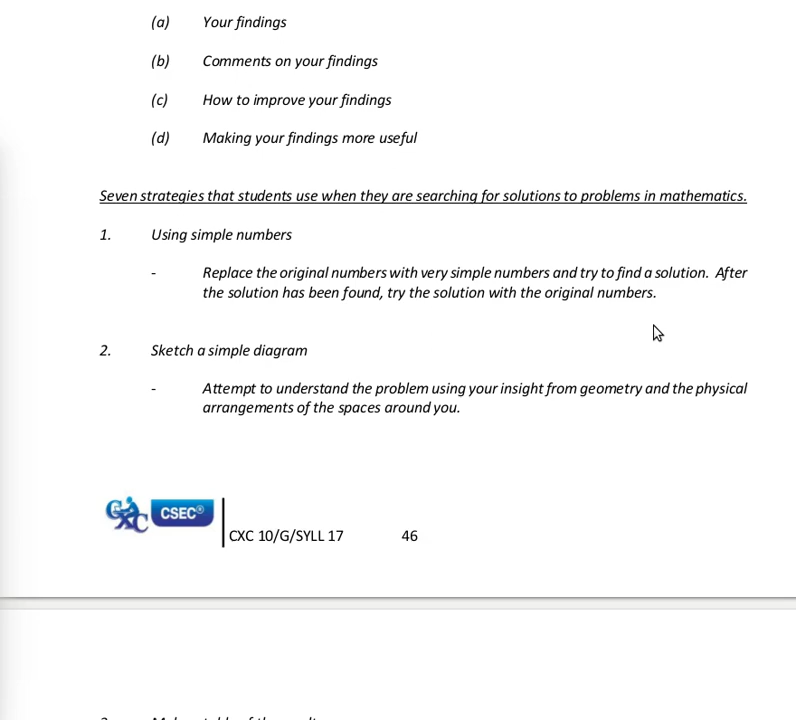 (a) Your findings
(b) Comments on your findings
(c) How to improve your findings
(d) Making your findings more useful
Seven strategies that students use when they are searching for solutions to problems in mathematics.
1. Using simple numbers
- Replace the original numbers with very simple numbers and try to find a solution. After
the solution has been found, try the solution with the original numbers.
2. Sketch a simple diagram
- Attempt to understand the problem using your insight from geometry and the physical
arrangements of the spaces around you.
CXC CSEC®
CXC 10/G/SYLL 17 46